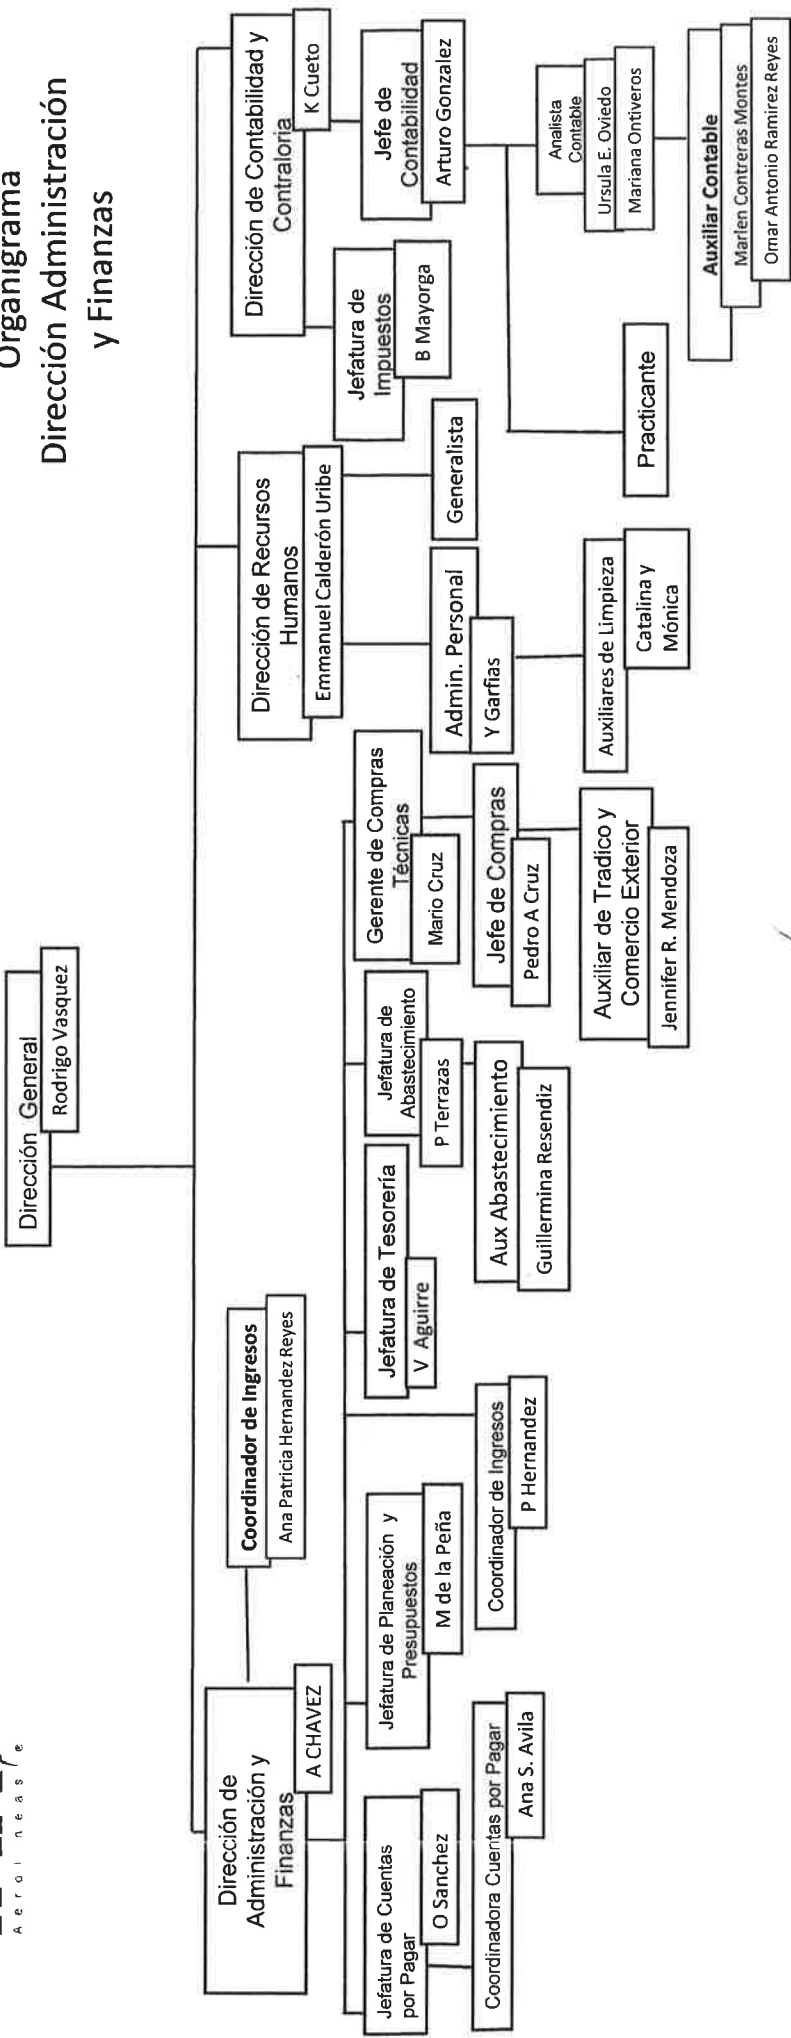 Organigrama
Dirección Administración
y Finanzas
Dirección General
Rodrigo Vasquez
Coordinador de Ingresos
Ana Patricia Hernandez Reyes
Dirección de
Administración y
Finanzas
A CHAVEZ
Dirección de Recursos
Humanos
Emmanuel Calderón Uribe
Dirección de Contabilidad y
Contraloria
K Cueto
Jefatura de Cuentas
por Pagar
O Sanchez
Jefatura de Planeación y
Presupuestos
M de la Peña
Jefatura de Tesorería
V Aguirre
Jefatura de
Abastecimiento
P Terrazas
Gerente de Compras
Técnicas
Mario Cruz
Jefatura de
Impuestos
B Mayorga
Jefe de
Contabilidad
Arturo Gonzalez
Coordinadora Cuentas por Pagar
Ana S. Avila
Coordinador de Ingresos
P Hernandez
Aux Abastecimiento
Guillermina Resendiz
Jefe de Compras
Pedro A Cruz
Admin. Personal
Y Garfias
Generalista
Auxiliar de Tradico y
Comercio Exterior
Jennifer R. Mendoza
Auxiliares de Limpieza
Catalina y
Mónica
Practicante
Analista
Contable
Ursula E. Oviedo
Mariana Ontiveros
Auxiliar Contable
Marlen Contreras Montes
Omar Antonio Ramirez Reyes